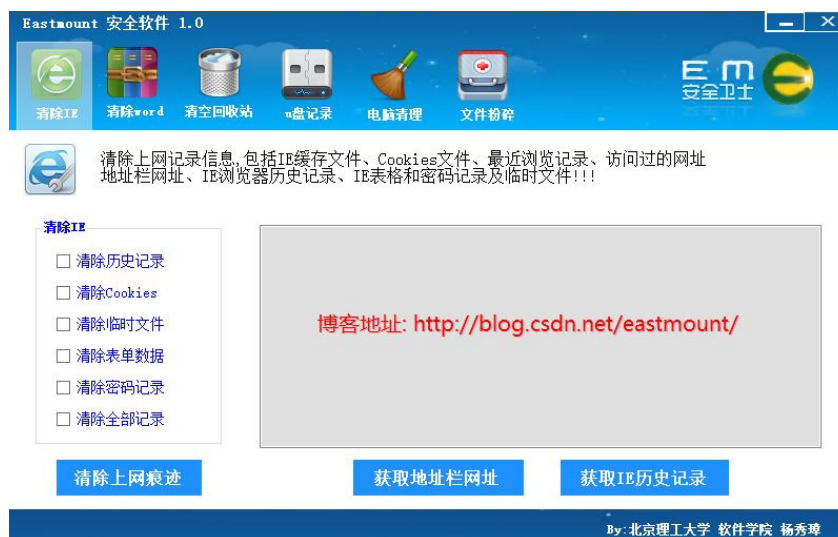 Eastmount 安全软件 1.0
清除IE
清除word
清空回收站
u盘记录
电脑清理
文件粉碎
E m e
安全卫士
清除上网记录信息,包括IE缓存文件、Cookies文件、最近浏览记录、访问过的网址
地址栏网址、IE浏览器历史记录、IE表格和密码记录及临时文件!!!
清除IE
清除历史记录
清除Cookies
清除临时文件
清除表单数据
清除密码记录
清除全部记录
博客地址: http://blog.csdn.net/eastmount/
清除上网痕迹
获取地址栏网址
获取IE历史记录
By:北京理工大学 软件学院 杨秀璋